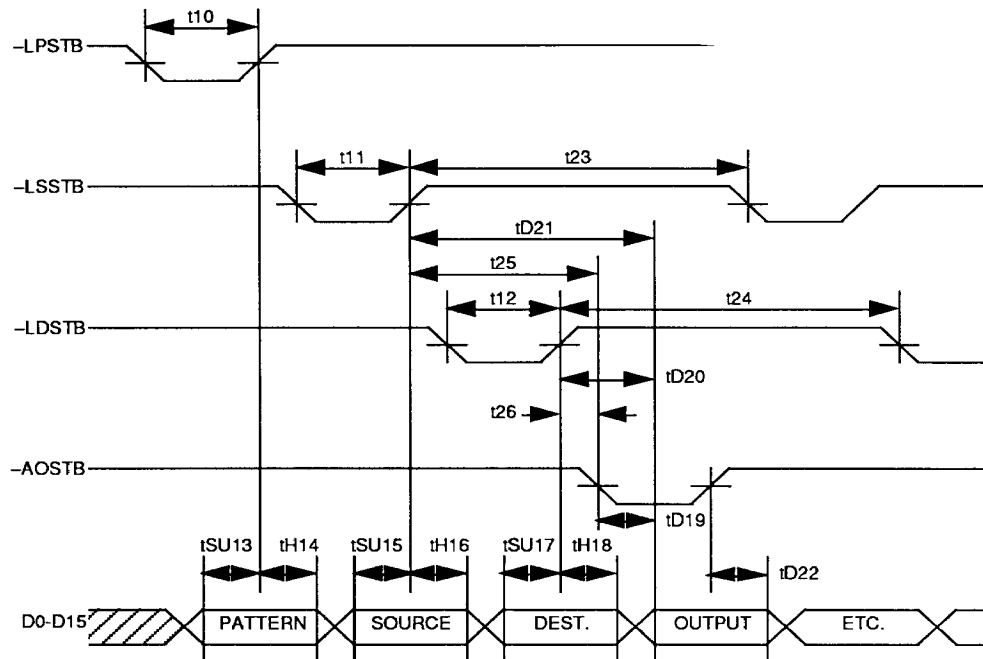 t10
–LPSTB
t11
t23
–LSSTB
tD21
t25
t12
t24
–LDSTB
tD20
t26
–AOSTB
tD19
tSU13
tH14
tSU15
tH16
tSU17
tH18
tD22
D0-D15
PATTERN
SOURCE
DEST.
OUTPUT
ETC.